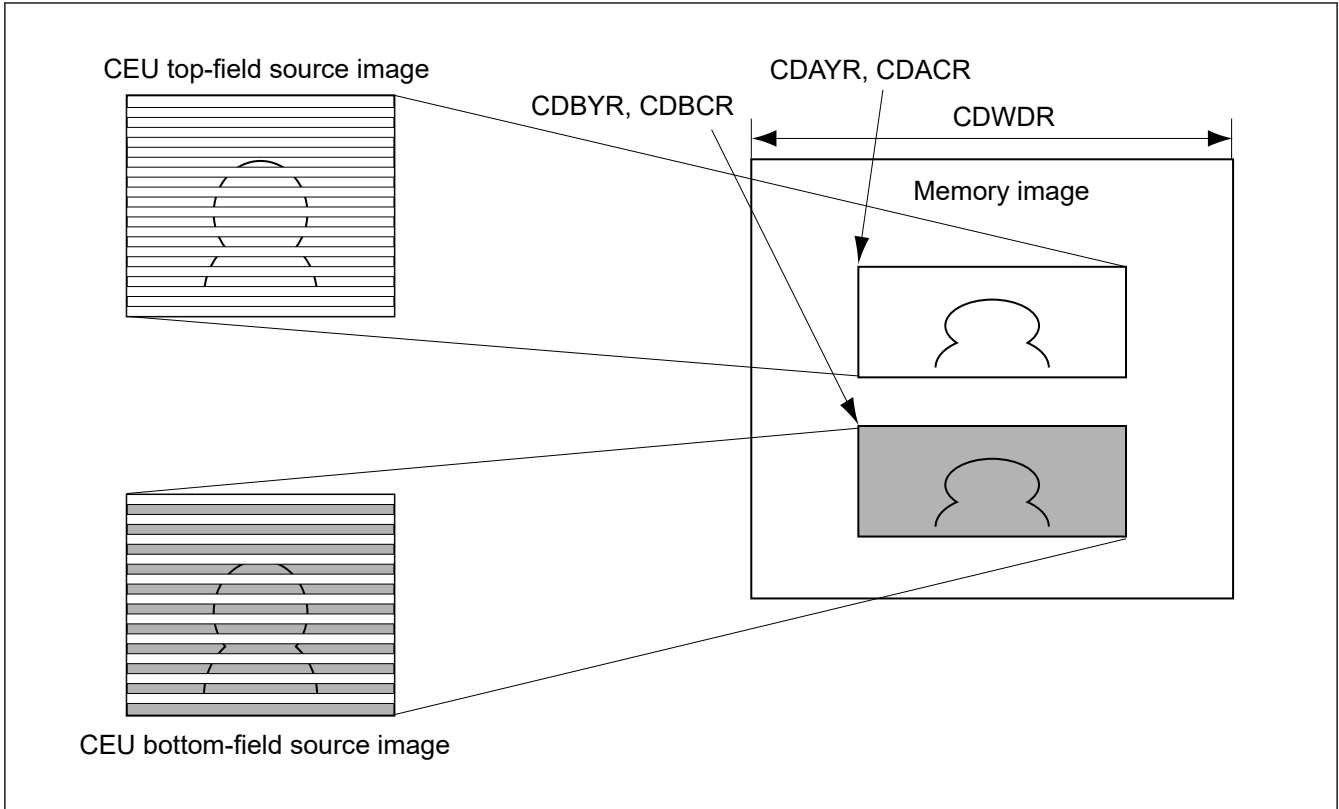 CEU top-field source image
CDAYR, CDACR
CDBYR, CDBCR
CDWDR
Memory image
CEU bottom-field source image